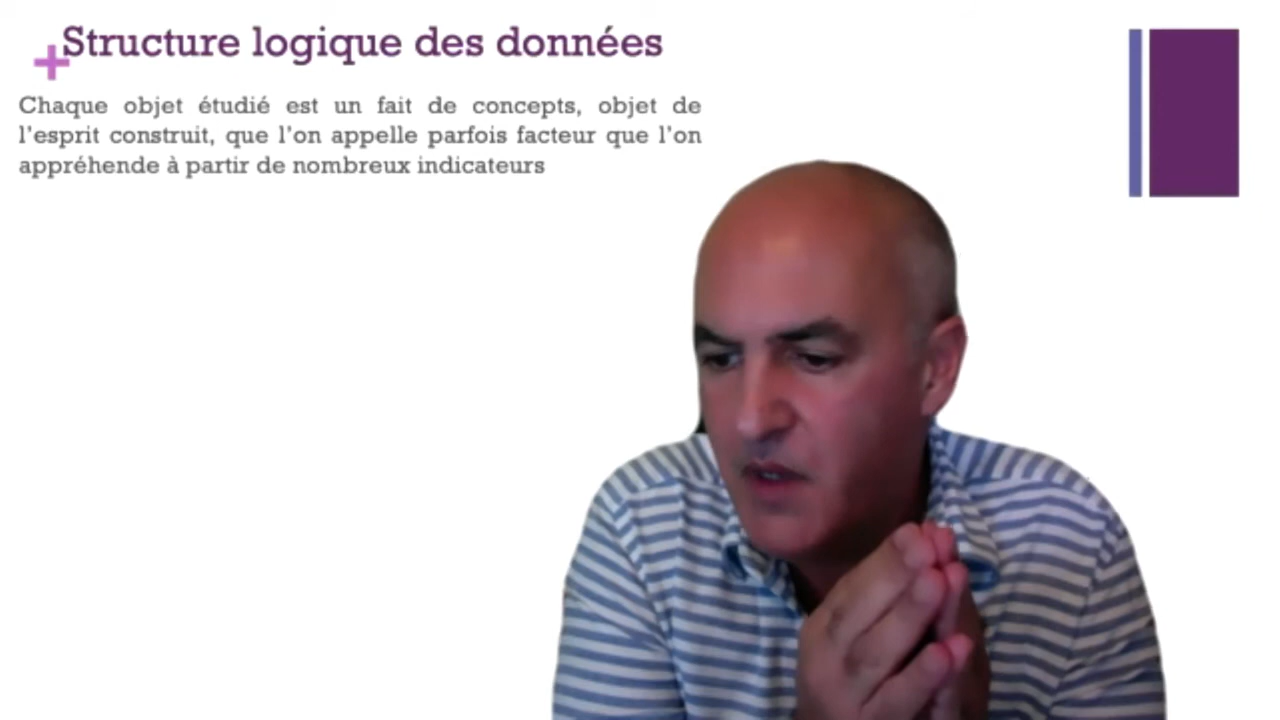 Structure logique des données
Chaque objet étudié est un fait de concepts, objet de
l'esprit construit, que l'on appelle parfois facteur que l'on
appréhende à partir de nombreux indicateurs